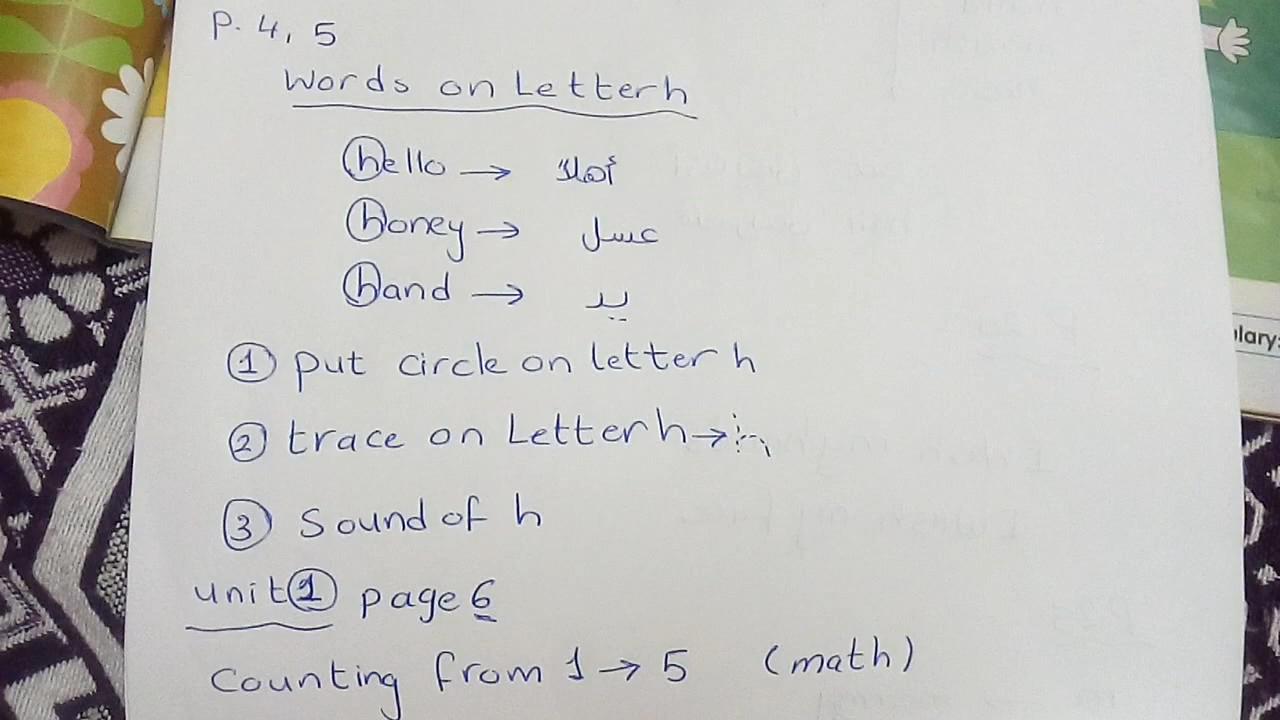 P. 4, 5
Words on Letter h
hello → أهلا
honey → عسل
hand → يد
① put circle on letter h
② trace on Letter h → h
③ Sound of h
unit ① page 6
Counting from 1 → 5 (math)
lary: